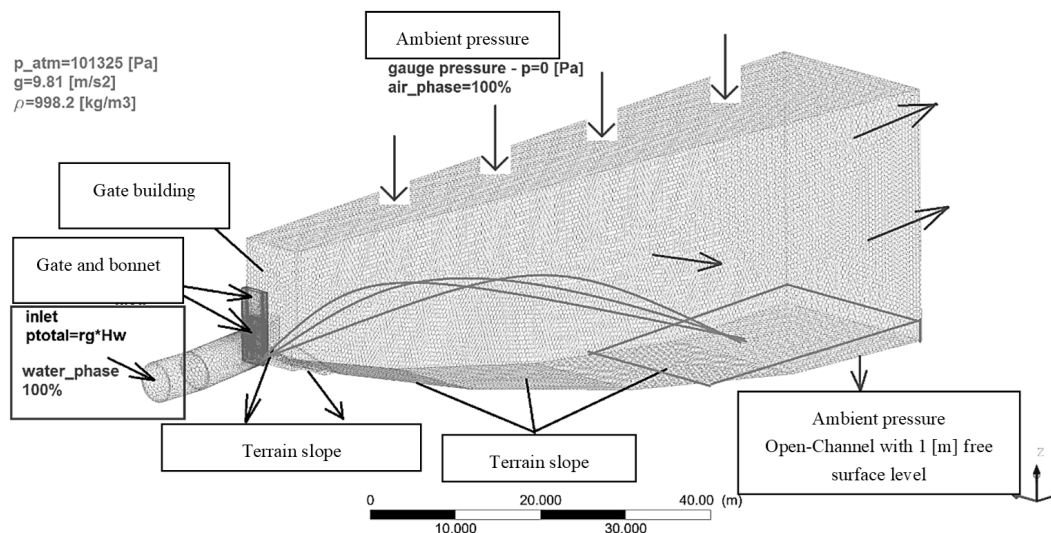 p_atm=101325 [Pa]
g=9.81 [m/s2]
ρ=998.2 [kg/m3]
Ambient pressure
gauge pressure - p=0 [Pa]
air_phase=100%
Gate building
Gate and bonnet
inlet
ptotal=rg*Hw
water_phase
100%
Terrain slope
Terrain slope
Ambient pressure
Open-Channel with 1 [m] free
surface level
Z
0 20.000 40.00 (m)
10.000 30.000